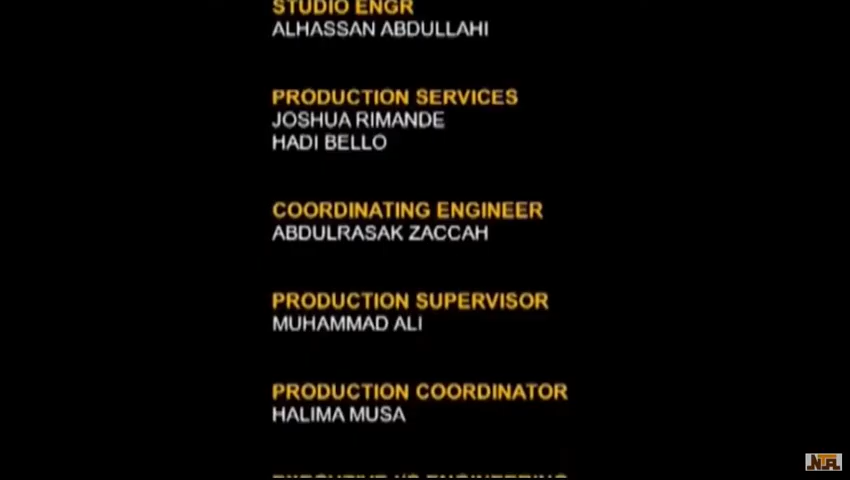 STUDIO ENGR
ALHASSAN ABDULLAHI
PRODUCTION SERVICES
JOSHUA RIMANDE
HADI BELLO
COORDINATING ENGINEER
ABDULRASAK ZACCAH
PRODUCTION SUPERVISOR
MUHAMMAD ALI
PRODUCTION COORDINATOR
HALIMA MUSA
NTA